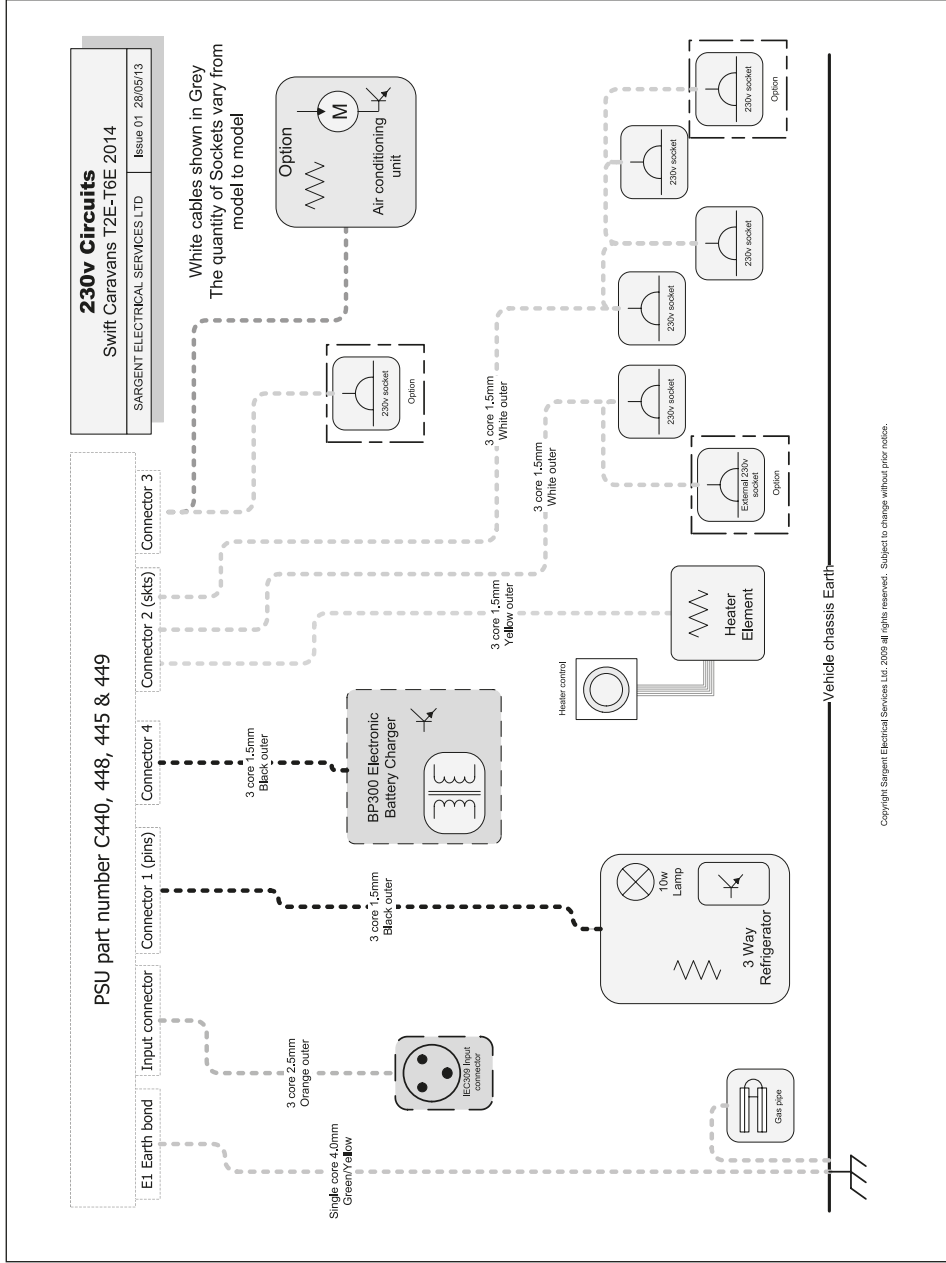 230v Circuits
Swift Caravans T2E-T6E 2014
SARGENT ELECTRICAL SERVICES LTD
Issue 01 28/05/13
PSU part number C440, 448, 445 & 449
E1 Earth bond
Input connector
Connector 1 (pins)
Connector 4
Connector 2 (skts)
Connector 3
White cables shown in Grey
The quantity of Sockets vary from
model to model
Option
M
Air conditioning
unit
230v socket
Option
3 core 1.5mm
White outer
3 core 1.5mm
White outer
3 core 1.5mm
Yellow outer
3 core 1.5mm
Black outer
BP300 Electronic
Battery Charger
3 core 1.5mm
Black outer
3 core 2.5mm
Orange outer
IEC309 Input
connector
Single core 4.0mm
Green/Yellow
Gas pipe
10w
Lamp
3 Way
Refrigerator
Heater control
Heater
Element
External 230v
socket
Option
230v socket
230v socket
230v socket
230v socket
230v socket
Option
Vehicle chassis Earth
Copyright Sargent Electrical Services Ltd. 2009 all rights reserved. Subject to change without prior notice.